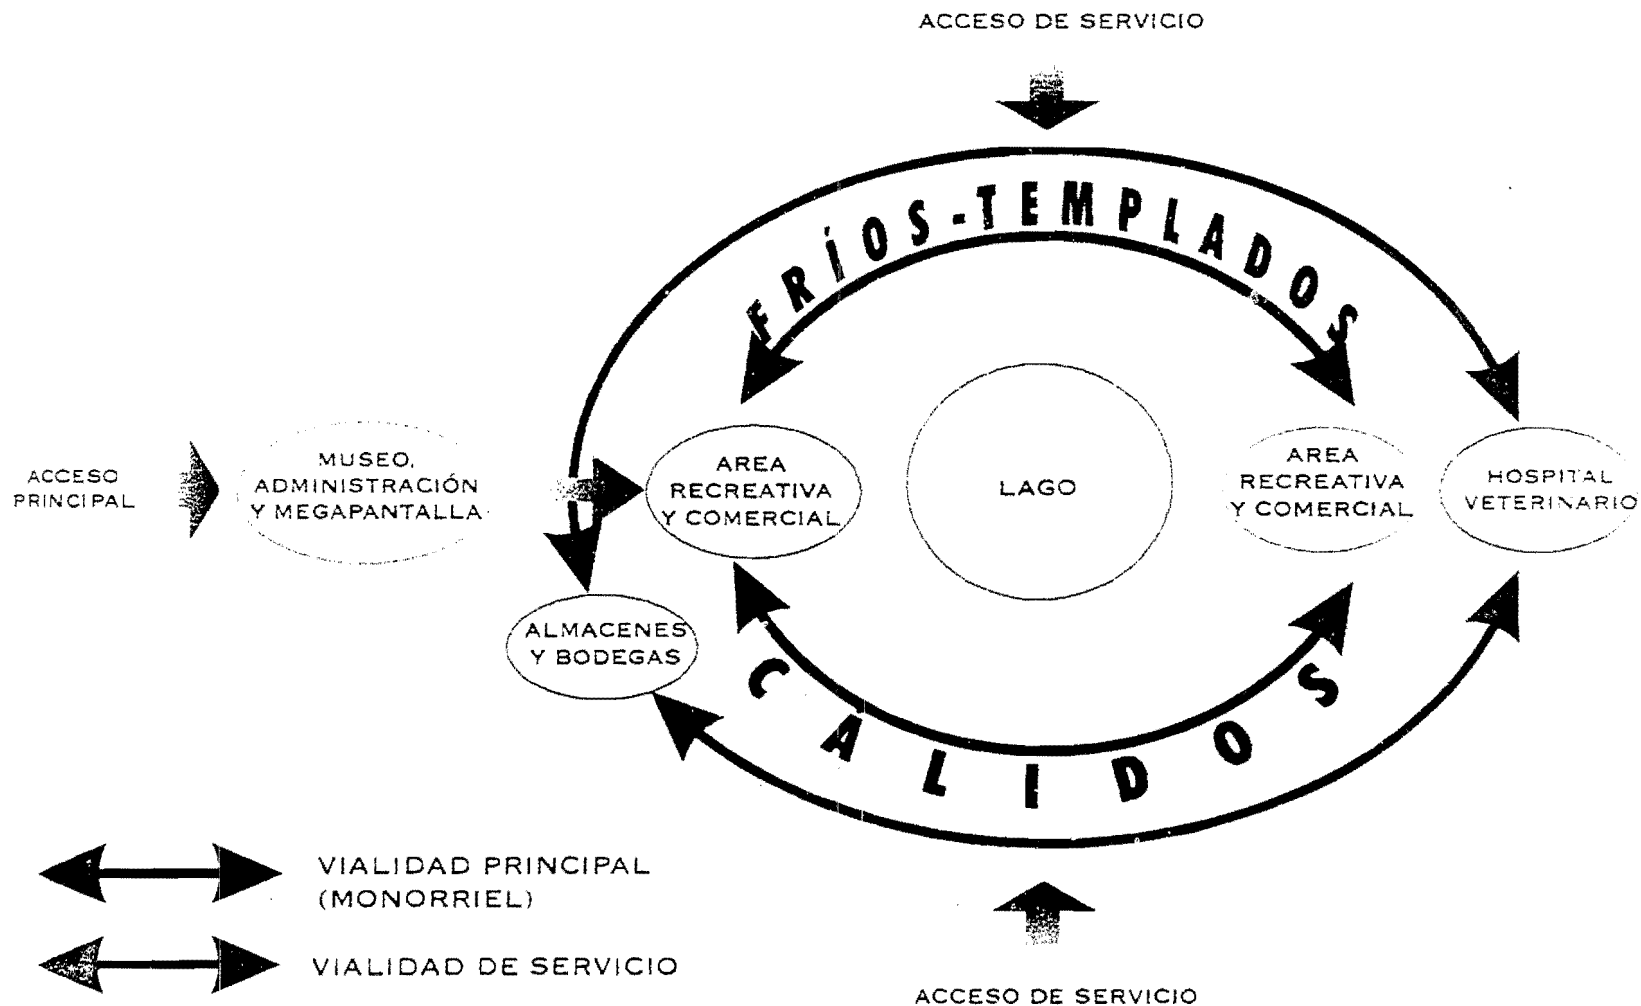 ACCESO DE SERVICIO
FRÍOS-TEMPLADOS
ACCESO
PRINCIPAL
MUSEO,
ADMINISTRACIÓN
Y MEGAPANTALLA
AREA
RECREATIVA
Y COMERCIAL
LAGO
AREA
RECREATIVA
Y COMERCIAL
HOSPITAL
VETERINARIO
ALMACENES
Y BODEGAS
CÁLIDOS
VIALIDAD PRINCIPAL
(MONORRIEL)
VIALIDAD DE SERVICIO
ACCESO DE SERVICIO